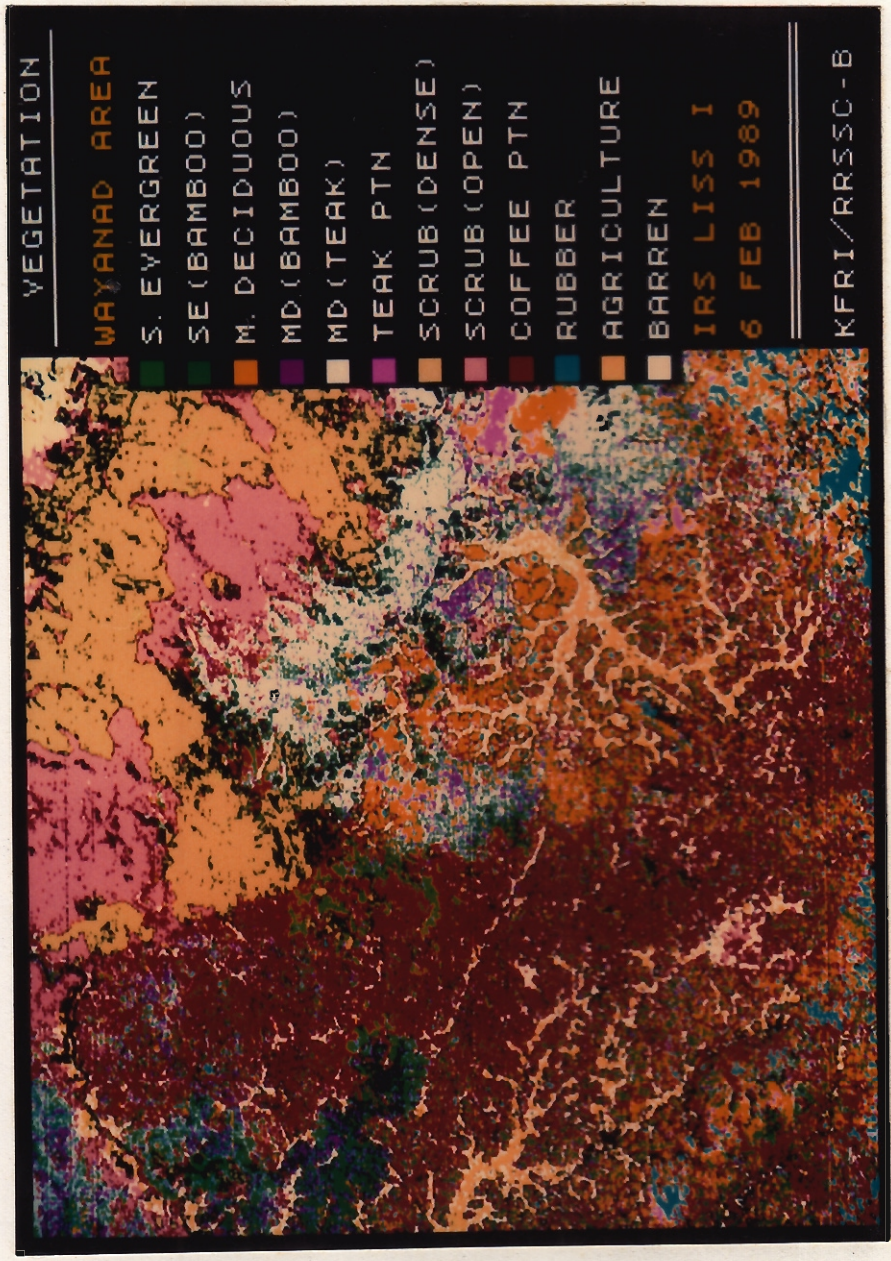 VEGETATION
WAYANAD AREA
S. EVERGREEN
SE(BAMBOO)
M. DECIDUOUS
MD(BAMBOO)
MD(TEAK)
TEAK PTN
SCRUB(DENSE)
SCRUB(OPEN)
COFFEE PTN
RUBBER
AGRICULTURE
BARREN
IRS LISS I
6 FEB 1989
KFRI/RRSSC-B